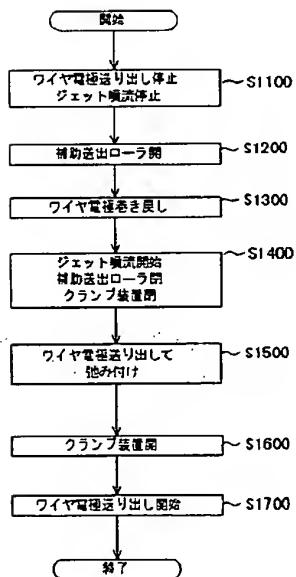 開始
ワイヤ電極送り出し停止
ジェット噴流停止
S1100
補助送出ローラ開
S1200
ワイヤ電極巻き戻し
S1300
ジェット噴流開始
補助送出ローラ閉
クランプ装置閉
S1400
ワイヤ電極送り出して
弛み付け
S1500
クランプ装置開
S1600
ワイヤ電極送り出し開始
S1700
終了